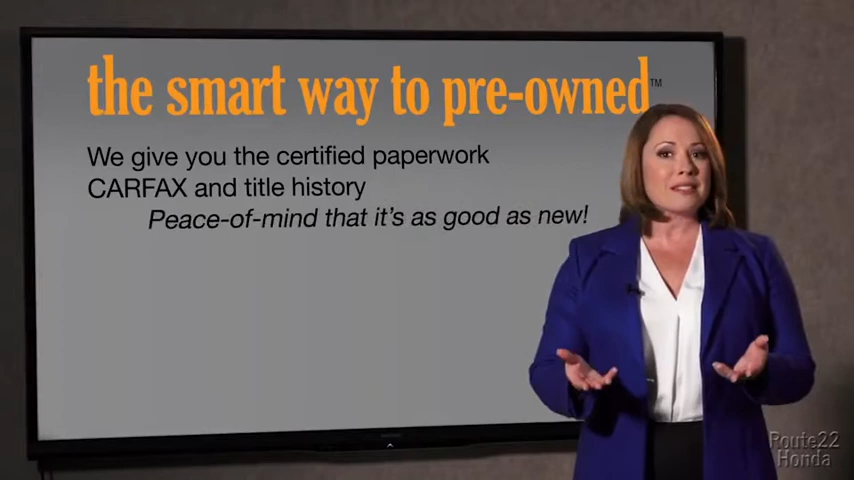 the smart way to pre-owned™
We give you the certified paperwork
CARFAX and title history
Peace-of-mind that it's as good as new!
Route22
Honda